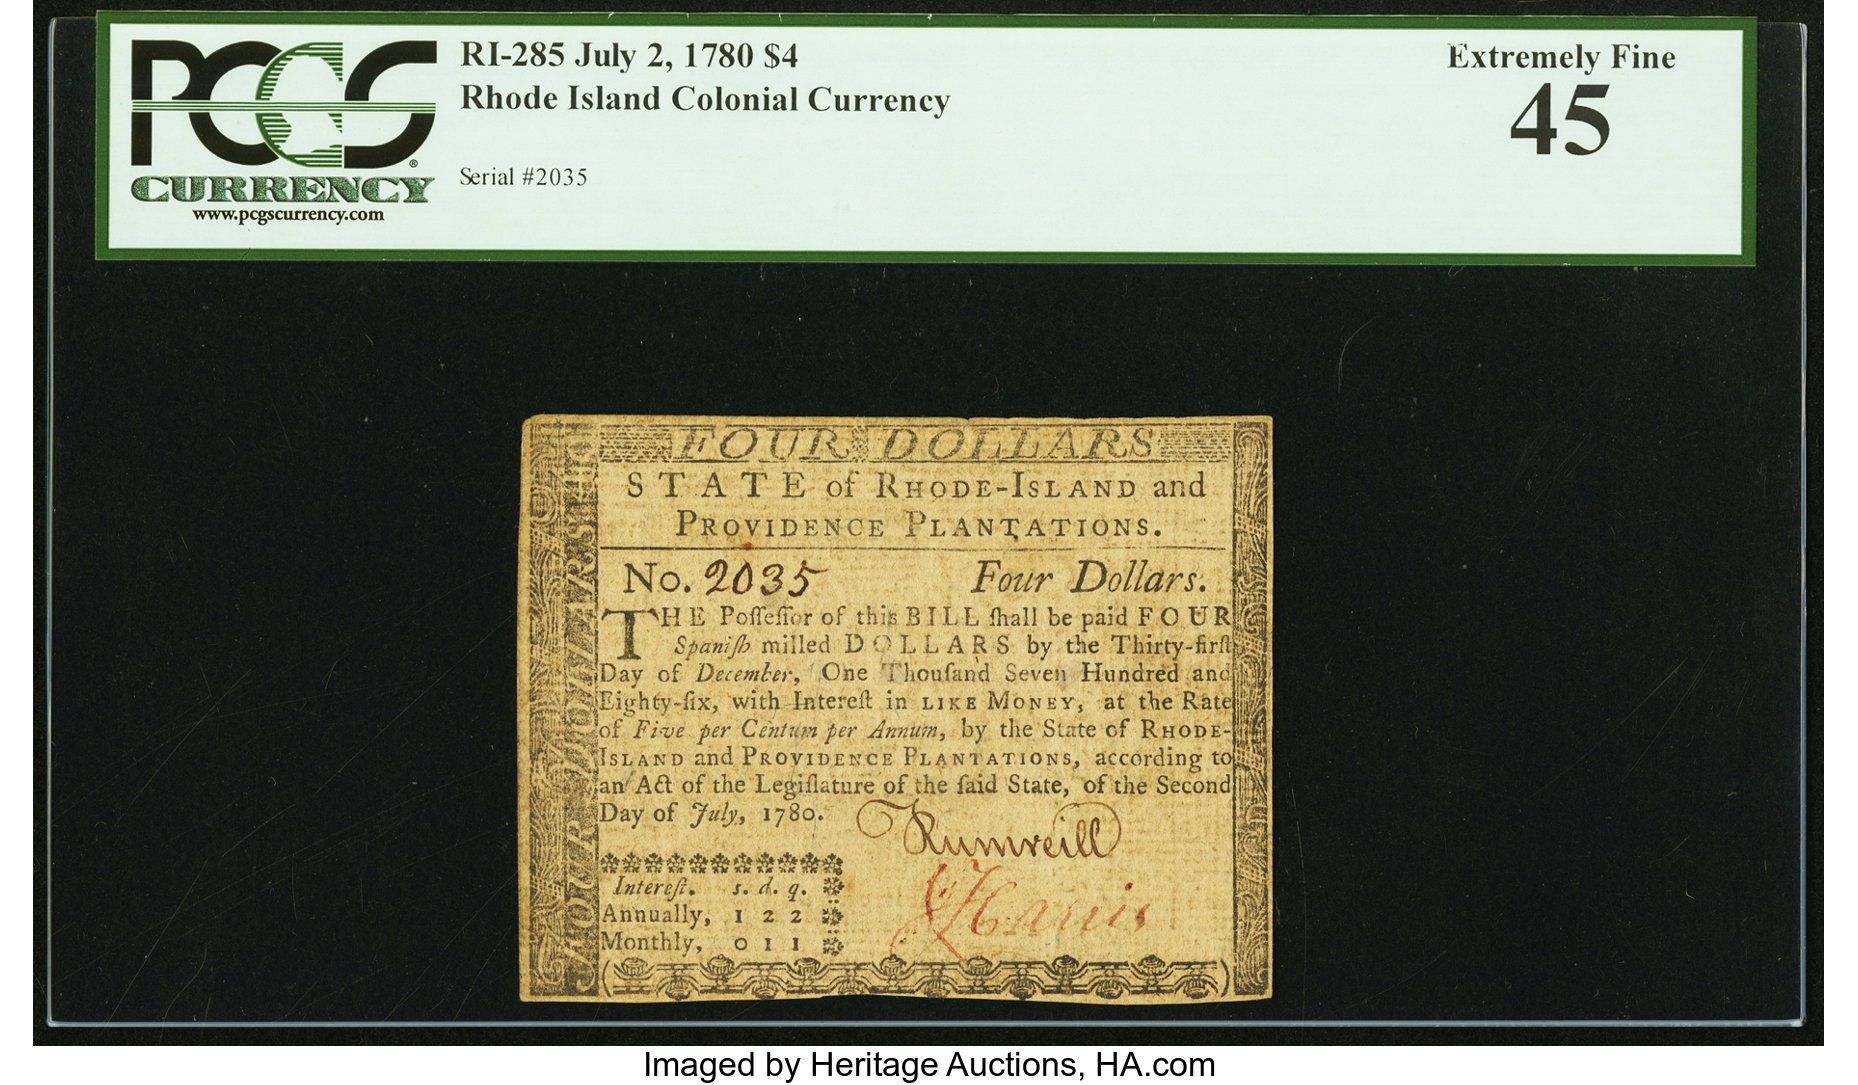 PCGS
CURRENCY
www.pcgscurrency.com
RI-285 July 2, 1780 $4
Rhode Island Colonial Currency
Serial #2035
Extremely Fine
45
FOUR DOLLARS
STATE of RHODE-ISLAND and
PROVIDENCE PLANTATIONS.
No. 2035 Four Dollars.
THE Poſſeſſor of this BILL ſhall be paid FOUR
Spaniſh milled DOLLARS by the Thirty-firſt
Day of December, One Thouſand Seven Hundred and
Eighty-ſix, with Intereſt in LIKE MONEY, at the Rate
of Five per Centum per Annum, by the State of RHODE-
ISLAND and PROVIDENCE PLANTATIONS, according to
an Act of the Legiſlature of the ſaid State, of the Second
Day of July, 1780.
Rumreill
Harris
Intereſt. s. d. q.
Annually, 1 2 2
Monthly, 0 1 1
Imaged by Heritage Auctions, HA.com